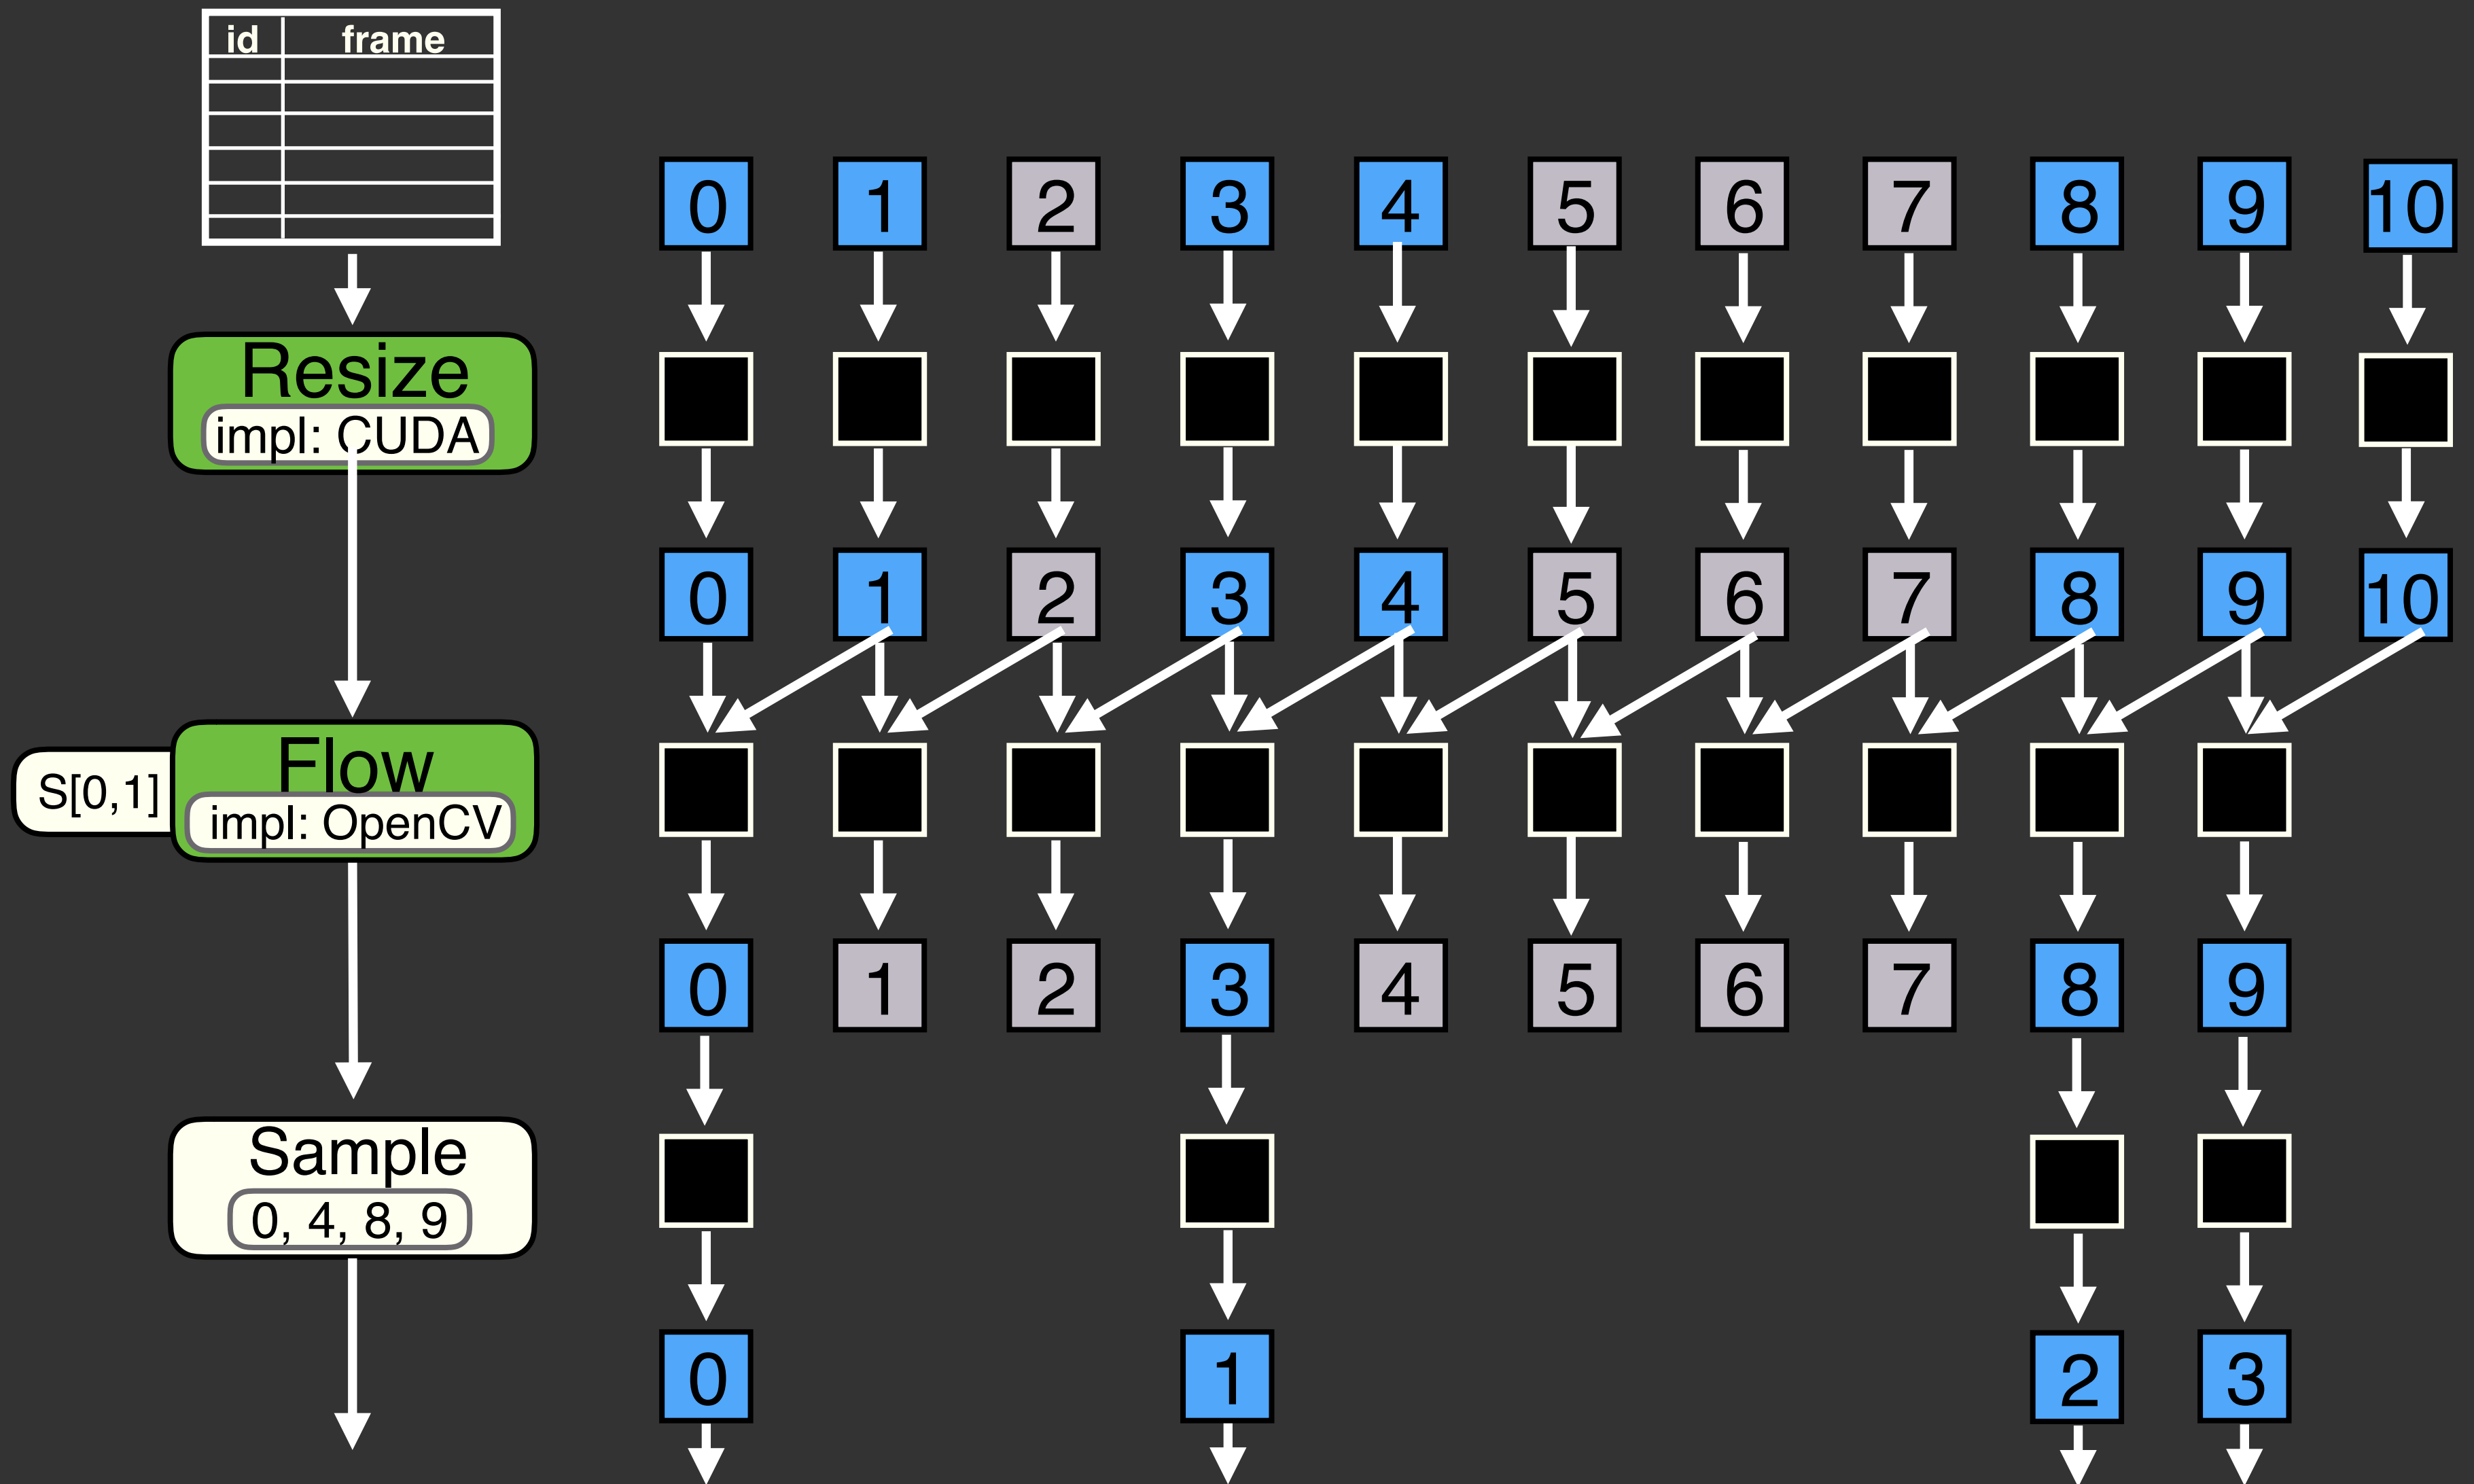 id frame
0 1 2 3 4 5 6 7 8 9 10
Resize
impl: CUDA
0 1 2 3 4 5 6 7 8 9 10
Flow
S[0,1]
impl: OpenCV
0 1 2 3 4 5 6 7 8 9
Sample
0, 4, 8, 9
0 1 2 3